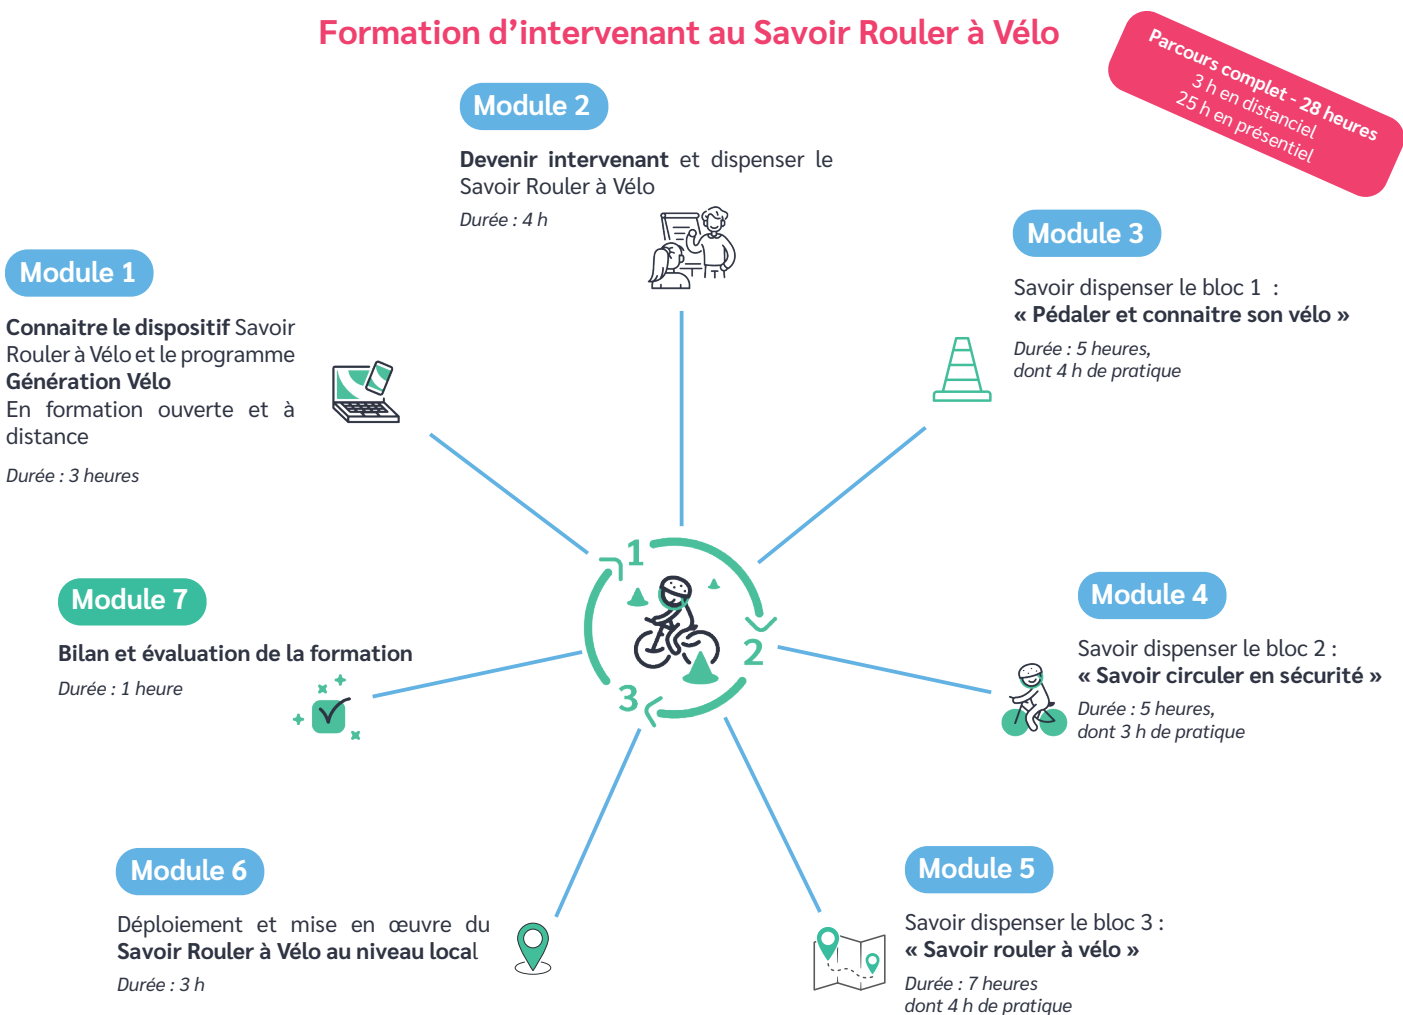 Formation d’intervenant au Savoir Rouler à Vélo
Parcours complet - 28 heures
3 h en distanciel
25 h en présentiel
Module 1
Connaitre le dispositif Savoir
Rouler à Vélo et le programme
Génération Vélo
En formation ouverte et à
distance
Durée : 3 heures
Module 2
Devenir intervenant et dispenser le
Savoir Rouler à Vélo
Durée : 4 h
Module 3
Savoir dispenser le bloc 1 :
« Pédaler et connaitre son vélo »
Durée : 5 heures,
dont 4 h de pratique
Module 4
Savoir dispenser le bloc 2 :
« Savoir circuler en sécurité »
Durée : 5 heures,
dont 3 h de pratique
Module 5
Savoir dispenser le bloc 3 :
« Savoir rouler à vélo »
Durée : 7 heures
dont 4 h de pratique
Module 6
Déploiement et mise en œuvre du
Savoir Rouler à Vélo au niveau local
Durée : 3 h
Module 7
Bilan et évaluation de la formation
Durée : 1 heure
1
2
3